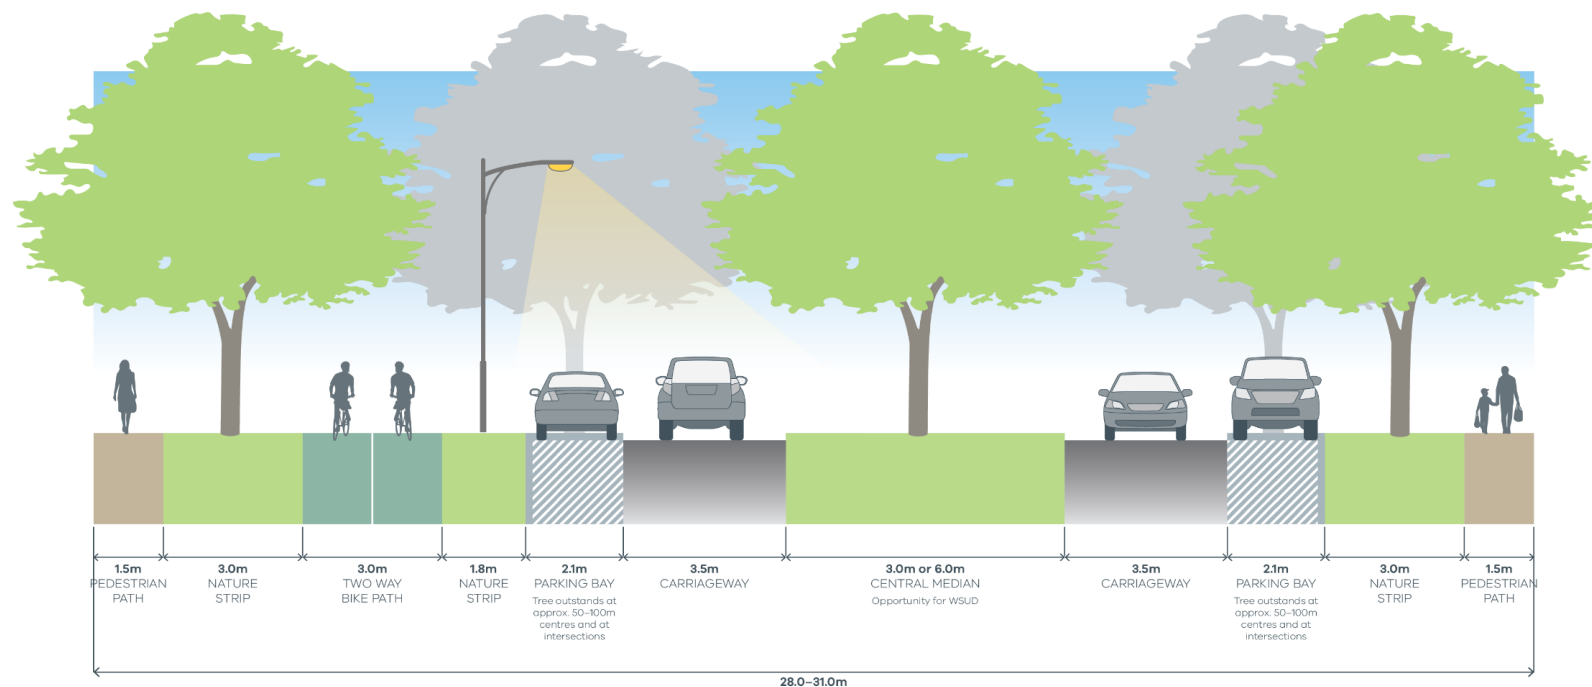 1.5m
PEDESTRIAN
PATH
3.0m
NATURE
STRIP
3.0m
TWO WAY
BIKE PATH
1.8m
NATURE
STRIP
2.1m
PARKING BAY
Tree outstands at
approx. 50–100m
centres and at
intersections
3.5m
CARRIAGEWAY
3.0m or 6.0m
CENTRAL MEDIAN
Opportunity for WSUD
3.5m
CARRIAGEWAY
2.1m
PARKING BAY
Tree outstands at
approx. 50–100m
centres and at
intersections
3.0m
NATURE
STRIP
1.5m
PEDESTRIAN
PATH
28.0–31.0m